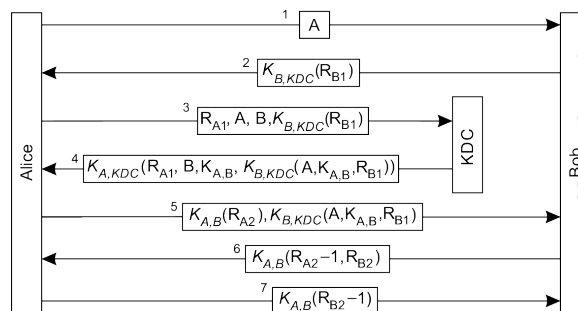 1 A
2 K_B,KDC(R_B1)
3 R_A1, A, B,K_B,KDC(R_B1)
4 K_A,KDC(R_A1, B,K_A,B, K_B,KDC(A,K_A,B,R_B1))
5 K_A,B(R_A2),K_B,KDC(A,K_A,B,R_B1)
6 K_A,B(R_A2−1,R_B2)
7 K_A,B(R_B2−1)
Alice
KDC
Bob